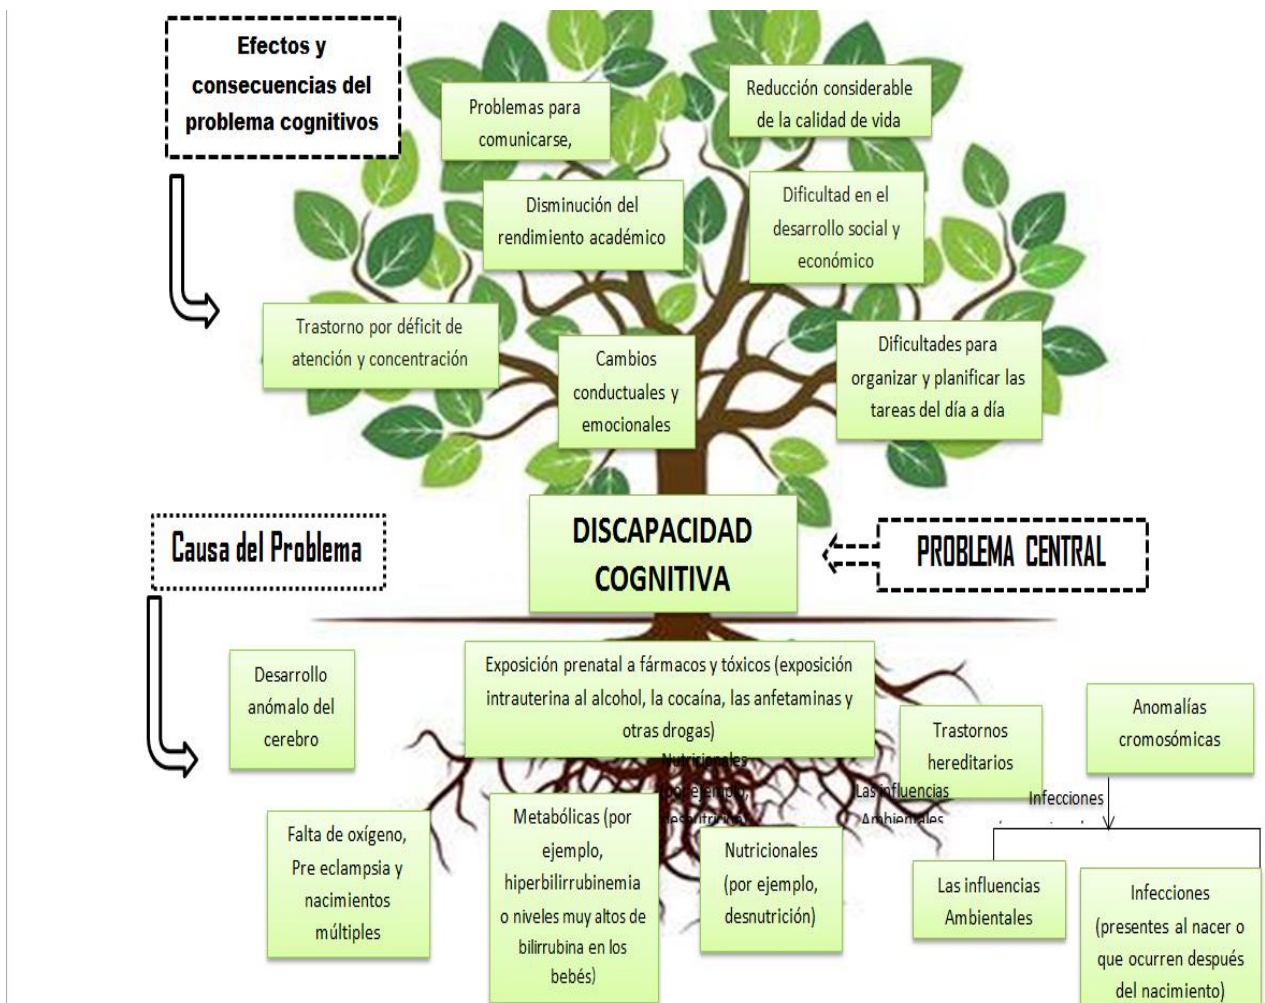 Efectos y
consecuencias del
problema cognitivos
Problemas para
comunicarse,
Reducción considerable
de la calidad de vida
Disminución del
rendimiento académico
Dificultad en el
desarrollo social y
económico
Trastorno por déficit de
atención y concentración
Cambios
conductuales y
emocionales
Dificultades para
organizar y planificar las
tareas del día a día
Causa del Problema
DISCAPACIDAD
COGNITIVA
PROBLEMA CENTRAL
Desarrollo
anómalo del
cerebro
Exposición prenatal a fármacos y tóxicos (exposición
intrauterina al alcohol, la cocaína, las anfetaminas y
otras drogas)
Trastornos
hereditarios
Anomalías
cromosómicas
Nutricionales
Las influencias
Ambientales
Infecciones
Falta de oxígeno,
Pre eclampsia y
nacimientos
múltiples
Metabólicas (por
ejemplo,
hiperbilirrubinemia
o niveles muy altos de
bilirrubina en los
bebés)
Nutricionales
(por ejemplo,
desnutrición)
Las influencias
Ambientales
Infecciones
(presentes al nacer o
que ocurren después
del nacimiento)